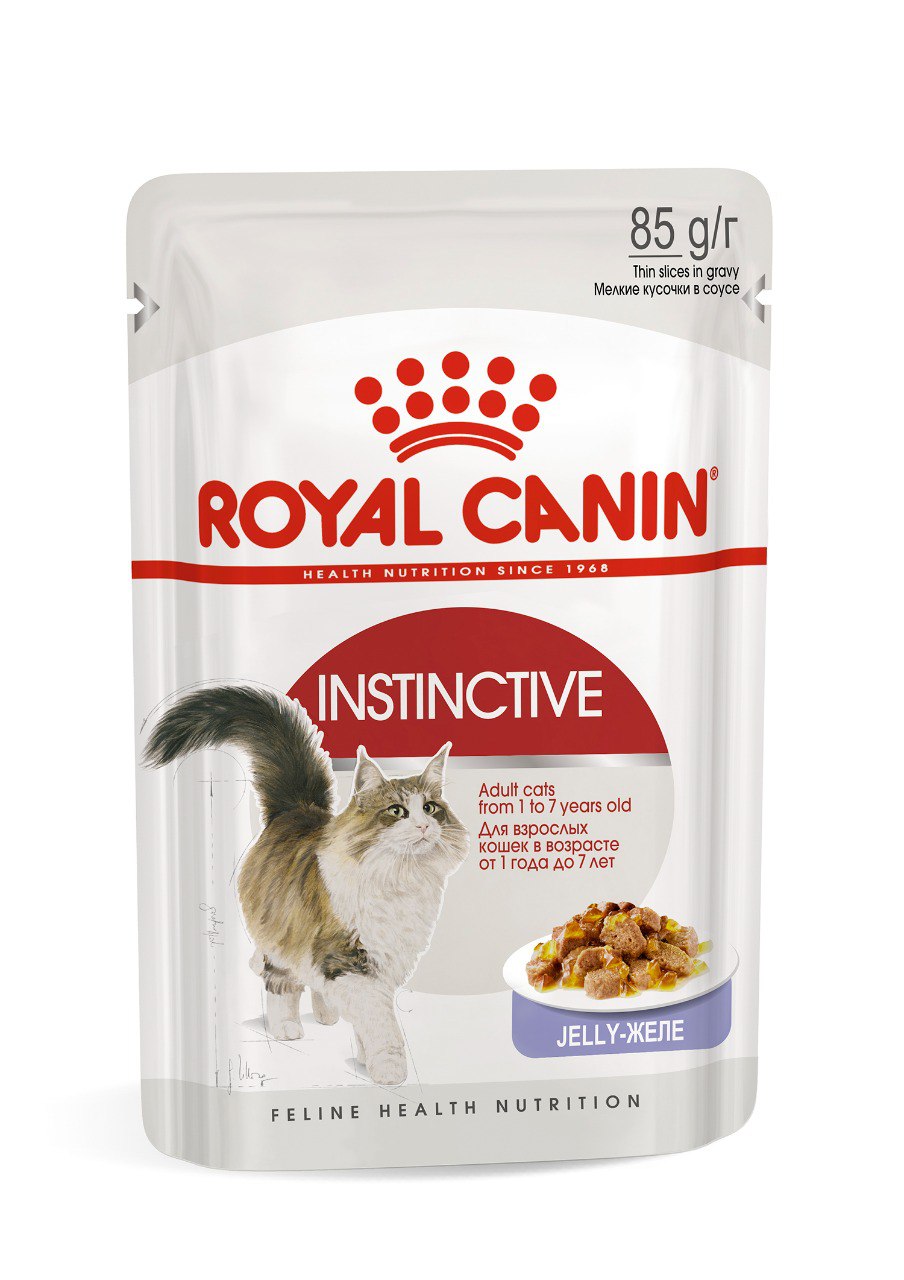 85 g/г
Thin slices in gravy
Мелкие кусочки в соусе
ROYAL CANIN®
HEALTH NUTRITION SINCE 1968
INSTINCTIVE
Adult cats
from 1 to 7 years old
Для взрослых
кошек в возрасте
от 1 года до 7 лет
JELLY-ЖЕЛЕ
FELINE HEALTH NUTRITION